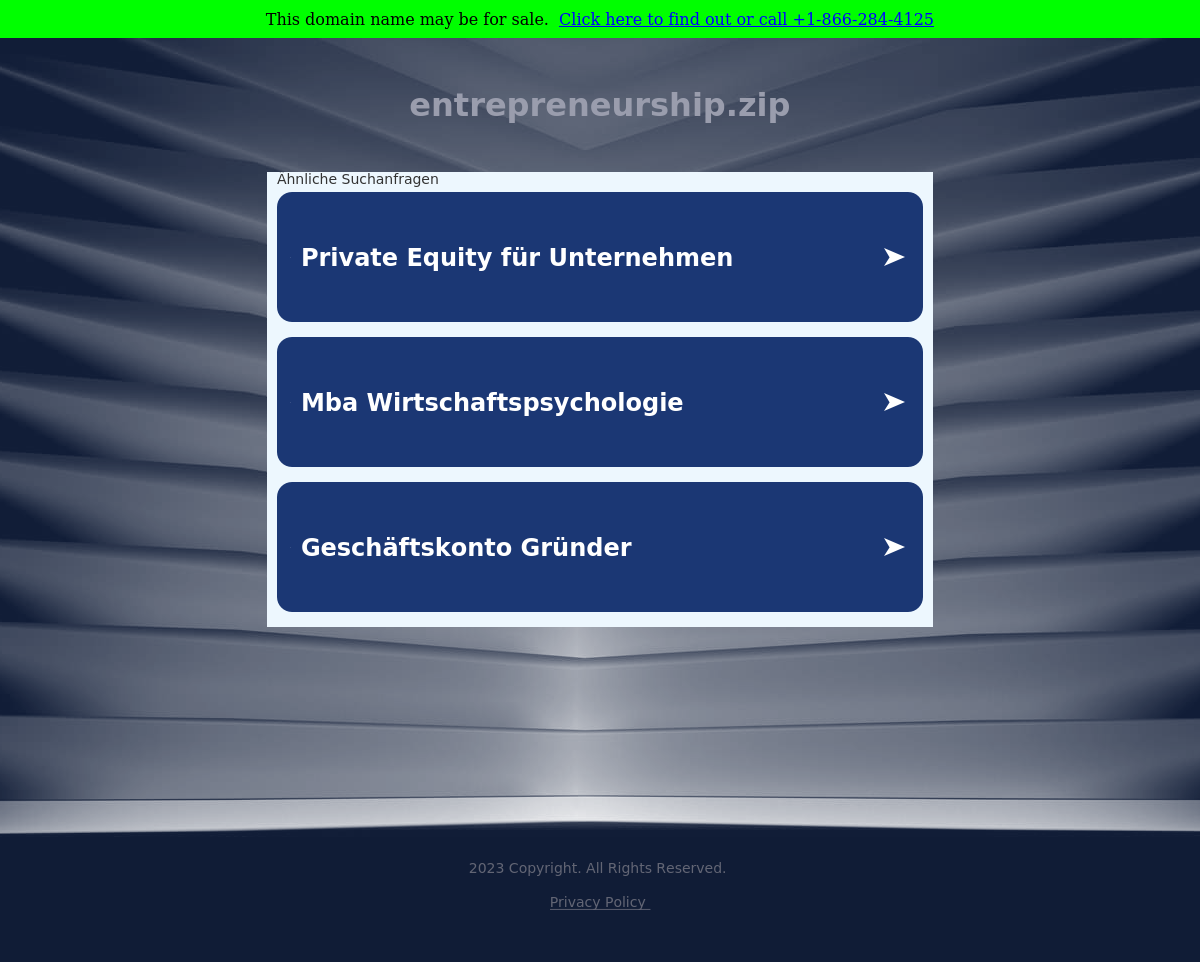 This domain name may be for sale. Click here to find out or call +1-866-284-4125
entrepreneurship.zip
Ähnliche Suchanfragen
Private Equity für Unternehmen
Mba Wirtschaftspsychologie
Geschäftskonto Gründer
2023 Copyright. All Rights Reserved.
Privacy Policy